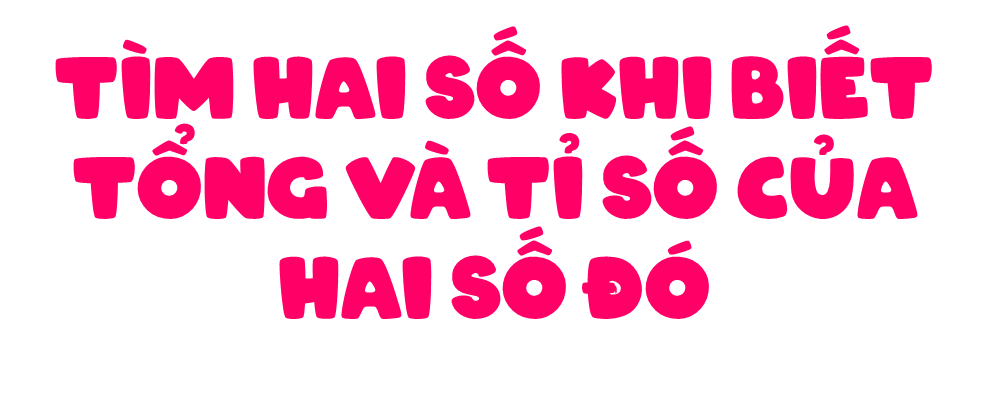 TÌM HAI SỐ KHI BIẾT
TỔNG VÀ TỈ SỐ CỦA
HAI SỐ ĐÓ